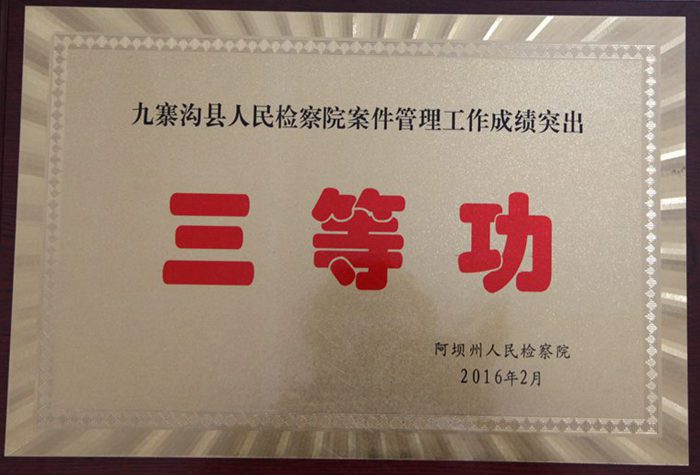 九寨沟县人民检察院案件管理工作成绩突出
三等功
阿坝州人民检察院
2016年2月